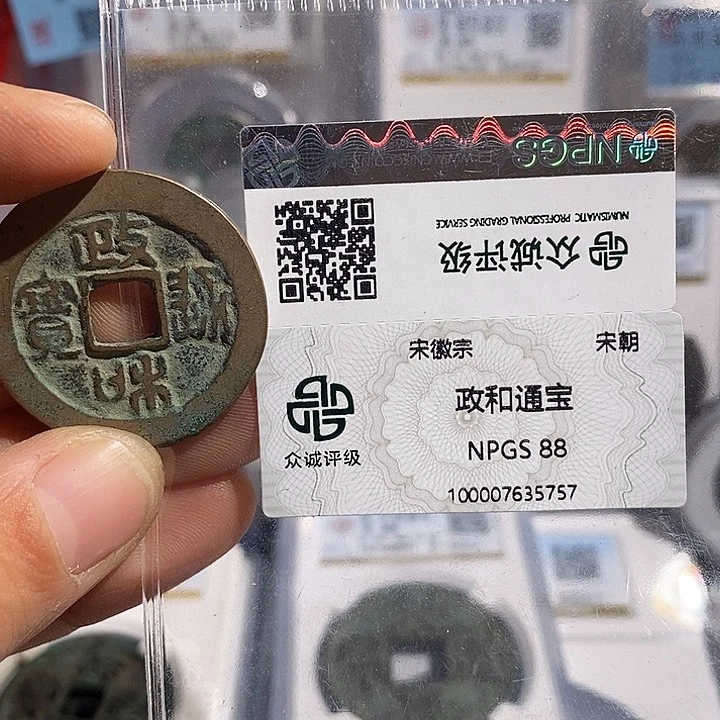 政
和
通
寶
NPGS
众诚评级
NUMISMATIC PROFESSIONAL GRADING SERVICE
宋徽宗
宋朝
政和通宝
NPGS 88
众诚评级
100007635757